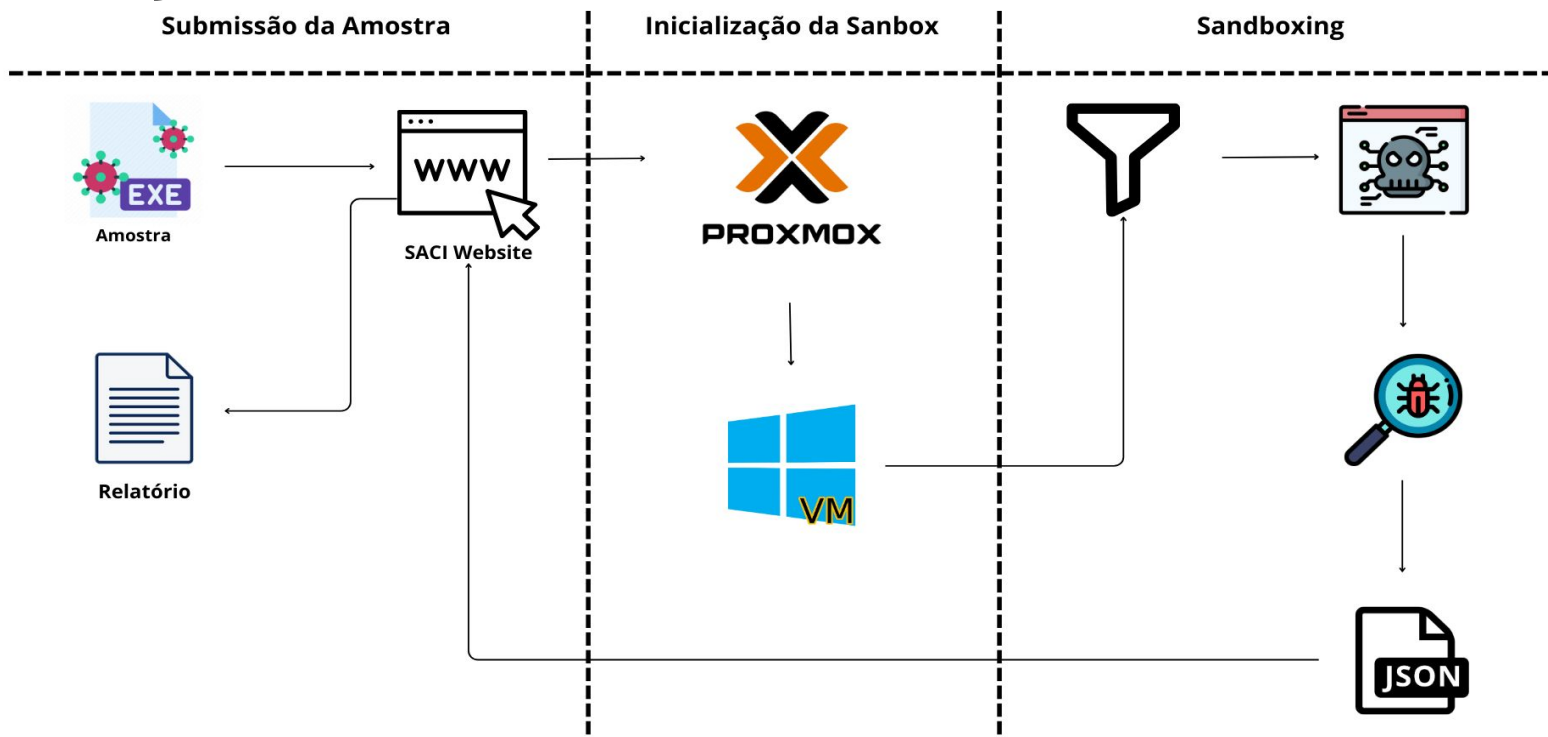 Submissão da Amostra
Inicialização da Sanbox
Sandboxing
EXE
Amostra
WWW
SACI Website
PROXMOX
Relatório
VM
JSON